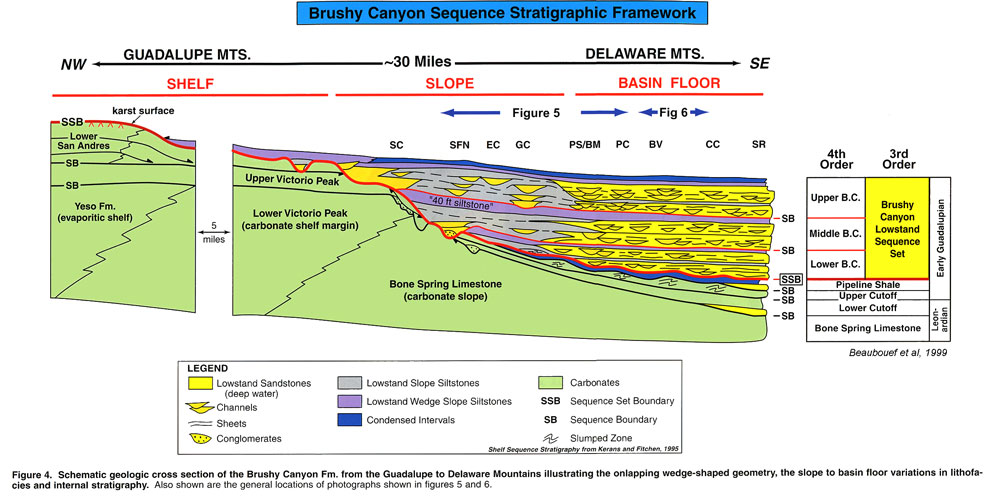 Brushy Canyon Sequence Stratigraphic Framework
GUADALUPE MTS.
DELAWARE MTS.
NW
~30 Miles
SE
SHELF
SLOPE
BASIN FLOOR
Figure 5
Fig 6
karst surface
SSB
Lower
San Andres
SB
SB
Yeso Fm.
(evaporitic shelf)
5
miles
SC
SFN
EC
GC
PS/BM
PC
BV
CC
SR
Upper Victorio Peak
Lower Victorio Peak
(carbonate shelf margin)
"40 ft siltstone"
Bone Spring Limestone
(carbonate slope)
SB
SB
SSB
SB
SB
SB
4th
Order
3rd
Order
Upper B.C.
Middle B.C.
Lower B.C.
Brushy
Canyon
Lowstand
Sequence
Set
Pipeline Shale
Upper Cutoff
Lower Cutoff
Bone Spring Limestone
Early Guadalupian
Leon-
ardian
Beaubouef et al, 1999
LEGEND
Lowstand Sandstones
(deep water)
Channels
Sheets
Conglomerates
Lowstand Slope Siltstones
Lowstand Wedge Slope Siltstones
Condensed Intervals
Carbonates
SSB Sequence Set Boundary
SB Sequence Boundary
Slumped Zone
Shelf Sequence Stratigraphy from Kerans and Fitchen, 1995
Figure 4. Schematic geologic cross section of the Brushy Canyon Fm. from the Guadalupe to Delaware Mountains illustrating the onlapping wedge-shaped geometry, the slope to basin floor variations in lithofa-
cies and internal stratigraphy. Also shown are the general locations of photographs shown in figures 5 and 6.